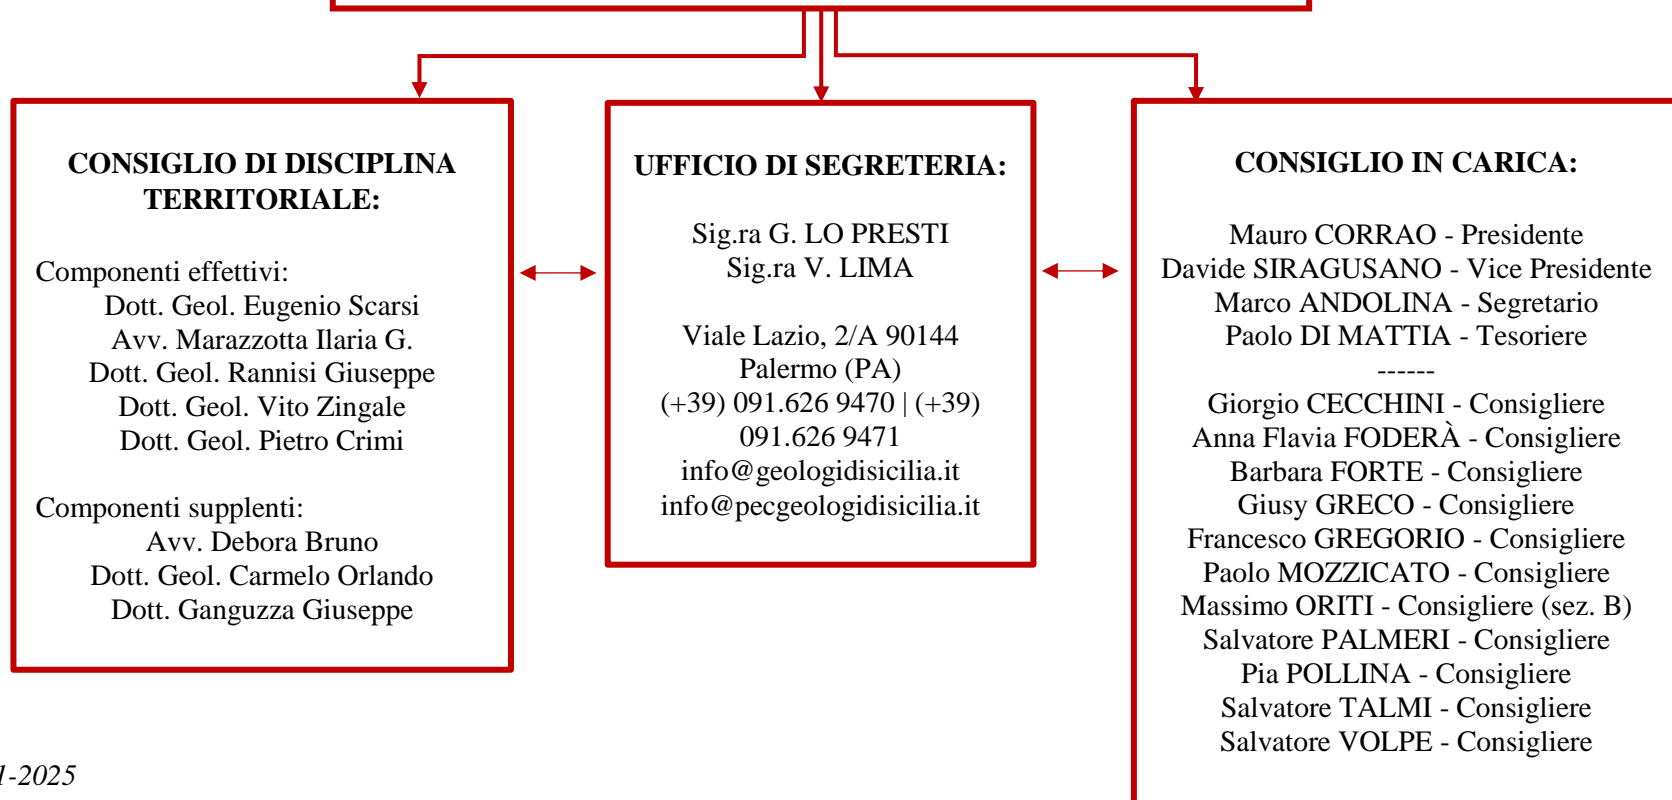 CONSIGLIO DI DISCIPLINA
TERRITORIALE:
Componenti effettivi:
Dott. Geol. Eugenio Scarsi
Avv. Marazzotta Ilaria G.
Dott. Geol. Rannisi Giuseppe
Dott. Geol. Vito Zingale
Dott. Geol. Pietro Crimi
Componenti supplenti:
Avv. Debora Bruno
Dott. Geol. Carmelo Orlando
Dott. Ganguzza Giuseppe
UFFICIO DI SEGRETERIA:
Sig.ra G. LO PRESTI
Sig.ra V. LIMA
Viale Lazio, 2/A 90144
Palermo (PA)
(+39) 091.626 9470 | (+39)
091.626 9471
info@geologidisicilia.it
info@pecgeologidisicilia.it
CONSIGLIO IN CARICA:
Mauro CORRAO - Presidente
Davide SIRAGUSANO - Vice Presidente
Marco ANDOLINA - Segretario
Paolo DI MATTIA - Tesoriere
------
Giorgio CECCHINI - Consigliere
Anna Flavia FODERÀ - Consigliere
Barbara FORTE - Consigliere
Giusy GRECO - Consigliere
Francesco GREGORIO - Consigliere
Paolo MOZZICATO - Consigliere
Massimo ORITI - Consigliere (sez. B)
Salvatore PALMERI - Consigliere
Pia POLLINA - Consigliere
Salvatore TALMI - Consigliere
Salvatore VOLPE - Consigliere
1-2025